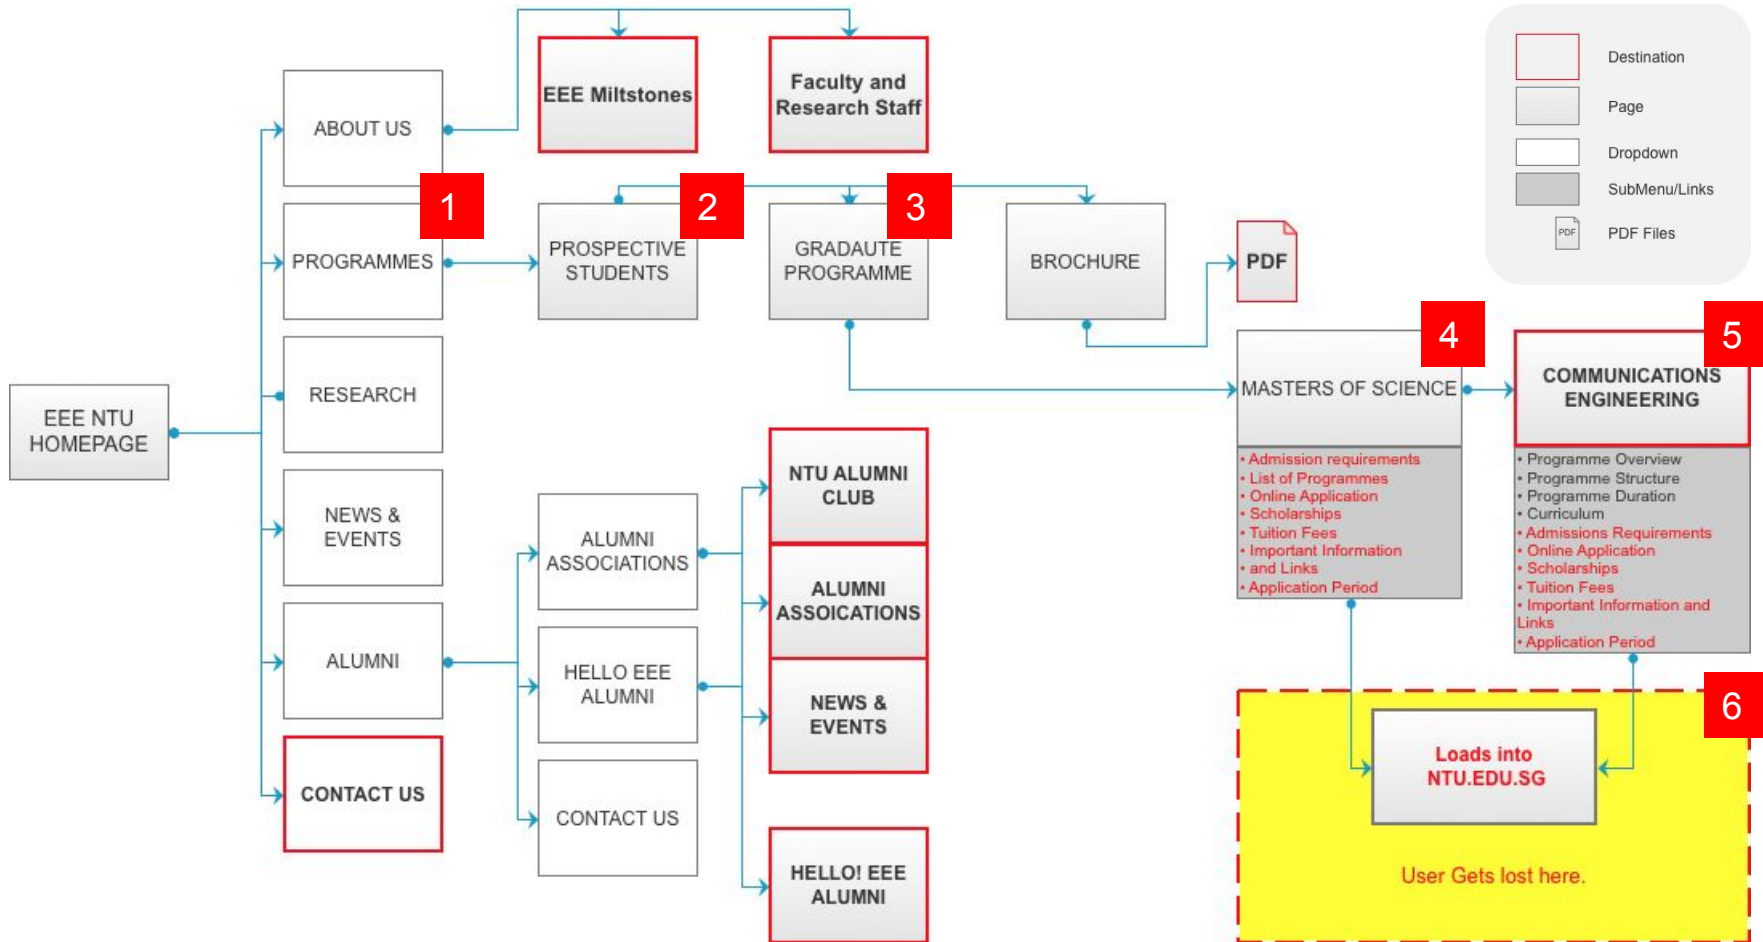 EEE NTU
HOMEPAGE
ABOUT US
EEE Miltstones
Faculty and
Research Staff
1
PROGRAMMES
2
PROSPECTIVE
STUDENTS
3
GRADAUTE
PROGRAMME
BROCHURE
PDF
RESEARCH
NEWS &
EVENTS
ALUMNI
CONTACT US
ALUMNI
ASSOCIATIONS
HELLO EEE
ALUMNI
CONTACT US
NTU ALUMNI
CLUB
ALUMNI
ASSOICATIONS
NEWS &
EVENTS
HELLO! EEE
ALUMNI
4
MASTERS OF SCIENCE
• Admission requirements
• List of Programmes
• Online Application
• Scholarships
• Tuition Fees
• Important Information
• and Links
• Application Period
5
COMMUNICATIONS
ENGINEERING
• Programme Overview
• Programme Structure
• Programme Duration
• Curriculum
• Admissions Requirements
• Online Application
• Scholarships
• Tuition Fees
• Important Information and
Links
• Application Period
6
Loads into
NTU.EDU.SG
User Gets lost here.
Destination
Page
Dropdown
SubMenu/Links
PDF
PDF Files